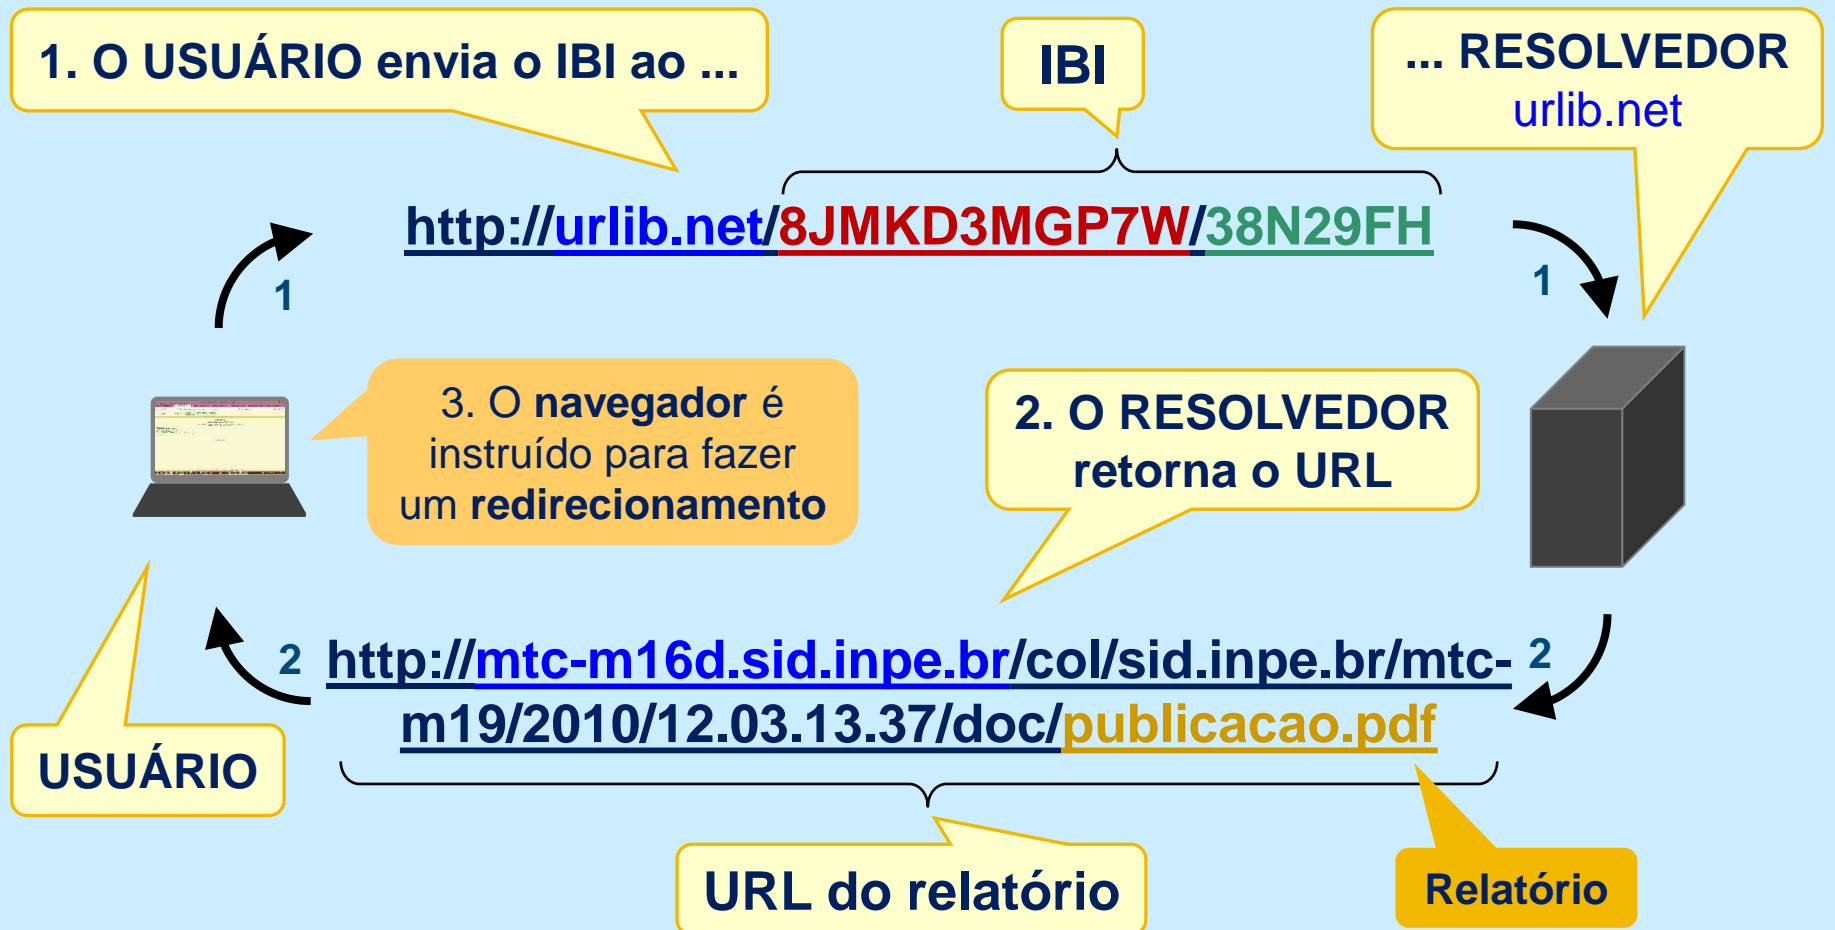 1. O USUÁRIO envia o IBI ao ...
IBI
... RESOLVEDOR
urlib.net
http://urlib.net/8JMKD3MGP7W/38N29FH
1
1
3. O navegador é
instruído para fazer
um redirecionamento
2. O RESOLVEDOR
retorna o URL
2
http://mtc-m16d.sid.inpe.br/col/sid.inpe.br/mtc-
2
m19/2010/12.03.13.37/doc/publicacao.pdf
USUÁRIO
URL do relatório
Relatório